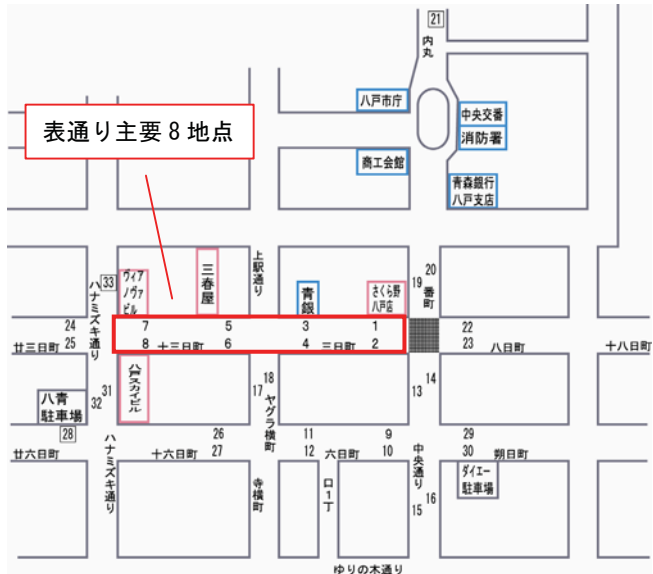 21
内丸
八戸市庁
中央交番
消防署
表通り主要8地点
商工会館
青森銀行
八戸支店
上駅通り
ハナミズキ通り
33
ヴィア
ノヴァ
ビル
三春屋
青銀
さくら野
八戸店
19
20
番町
24
7
5
3
1
22
廿三日町
25
8
十三日町
6
4
三日町
2
23
八日町
十八日町
八戸スカイビル
18
17
ヤグラ横町
13
14
31
32
八青
駐車場
28
26
11
9
29
廿六日町
ハナミズキ通り
十六日町
27
12
六日町
10
中央通り
30
朔日町
寺横町
ロ1丁
ダイエー
駐車場
16
15
ゆりの木通り